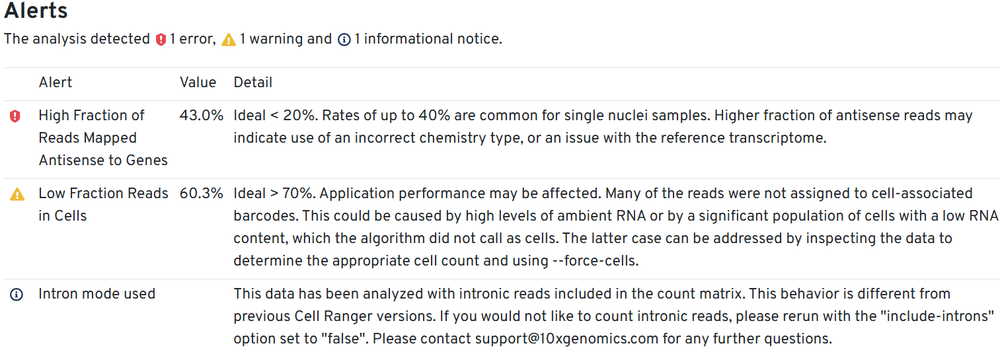 Alerts
The analysis detected 1 error, 1 warning and 1 informational notice.
Alert Value Detail
High Fraction of 43.0% Ideal < 20%. Rates of up to 40% are common for single nuclei samples. Higher fraction of antisense reads may
Reads Mapped indicate use of an incorrect chemistry type, or an issue with the reference transcriptome.
Antisense to Genes
Low Fraction Reads 60.3% Ideal > 70%. Application performance may be affected. Many of the reads were not assigned to cell-associated
in Cells barcodes. This could be caused by high levels of ambient RNA or by a significant population of cells with a low RNA
content, which the algorithm did not call as cells. The latter case can be addressed by inspecting the data to
determine the appropriate cell count and using --force-cells.
Intron mode used This data has been analyzed with intronic reads included in the count matrix. This behavior is different from
previous Cell Ranger versions. If you would not like to count intronic reads, please rerun with the "include-introns"
option set to "false". Please contact support@10xgenomics.com for any further questions.